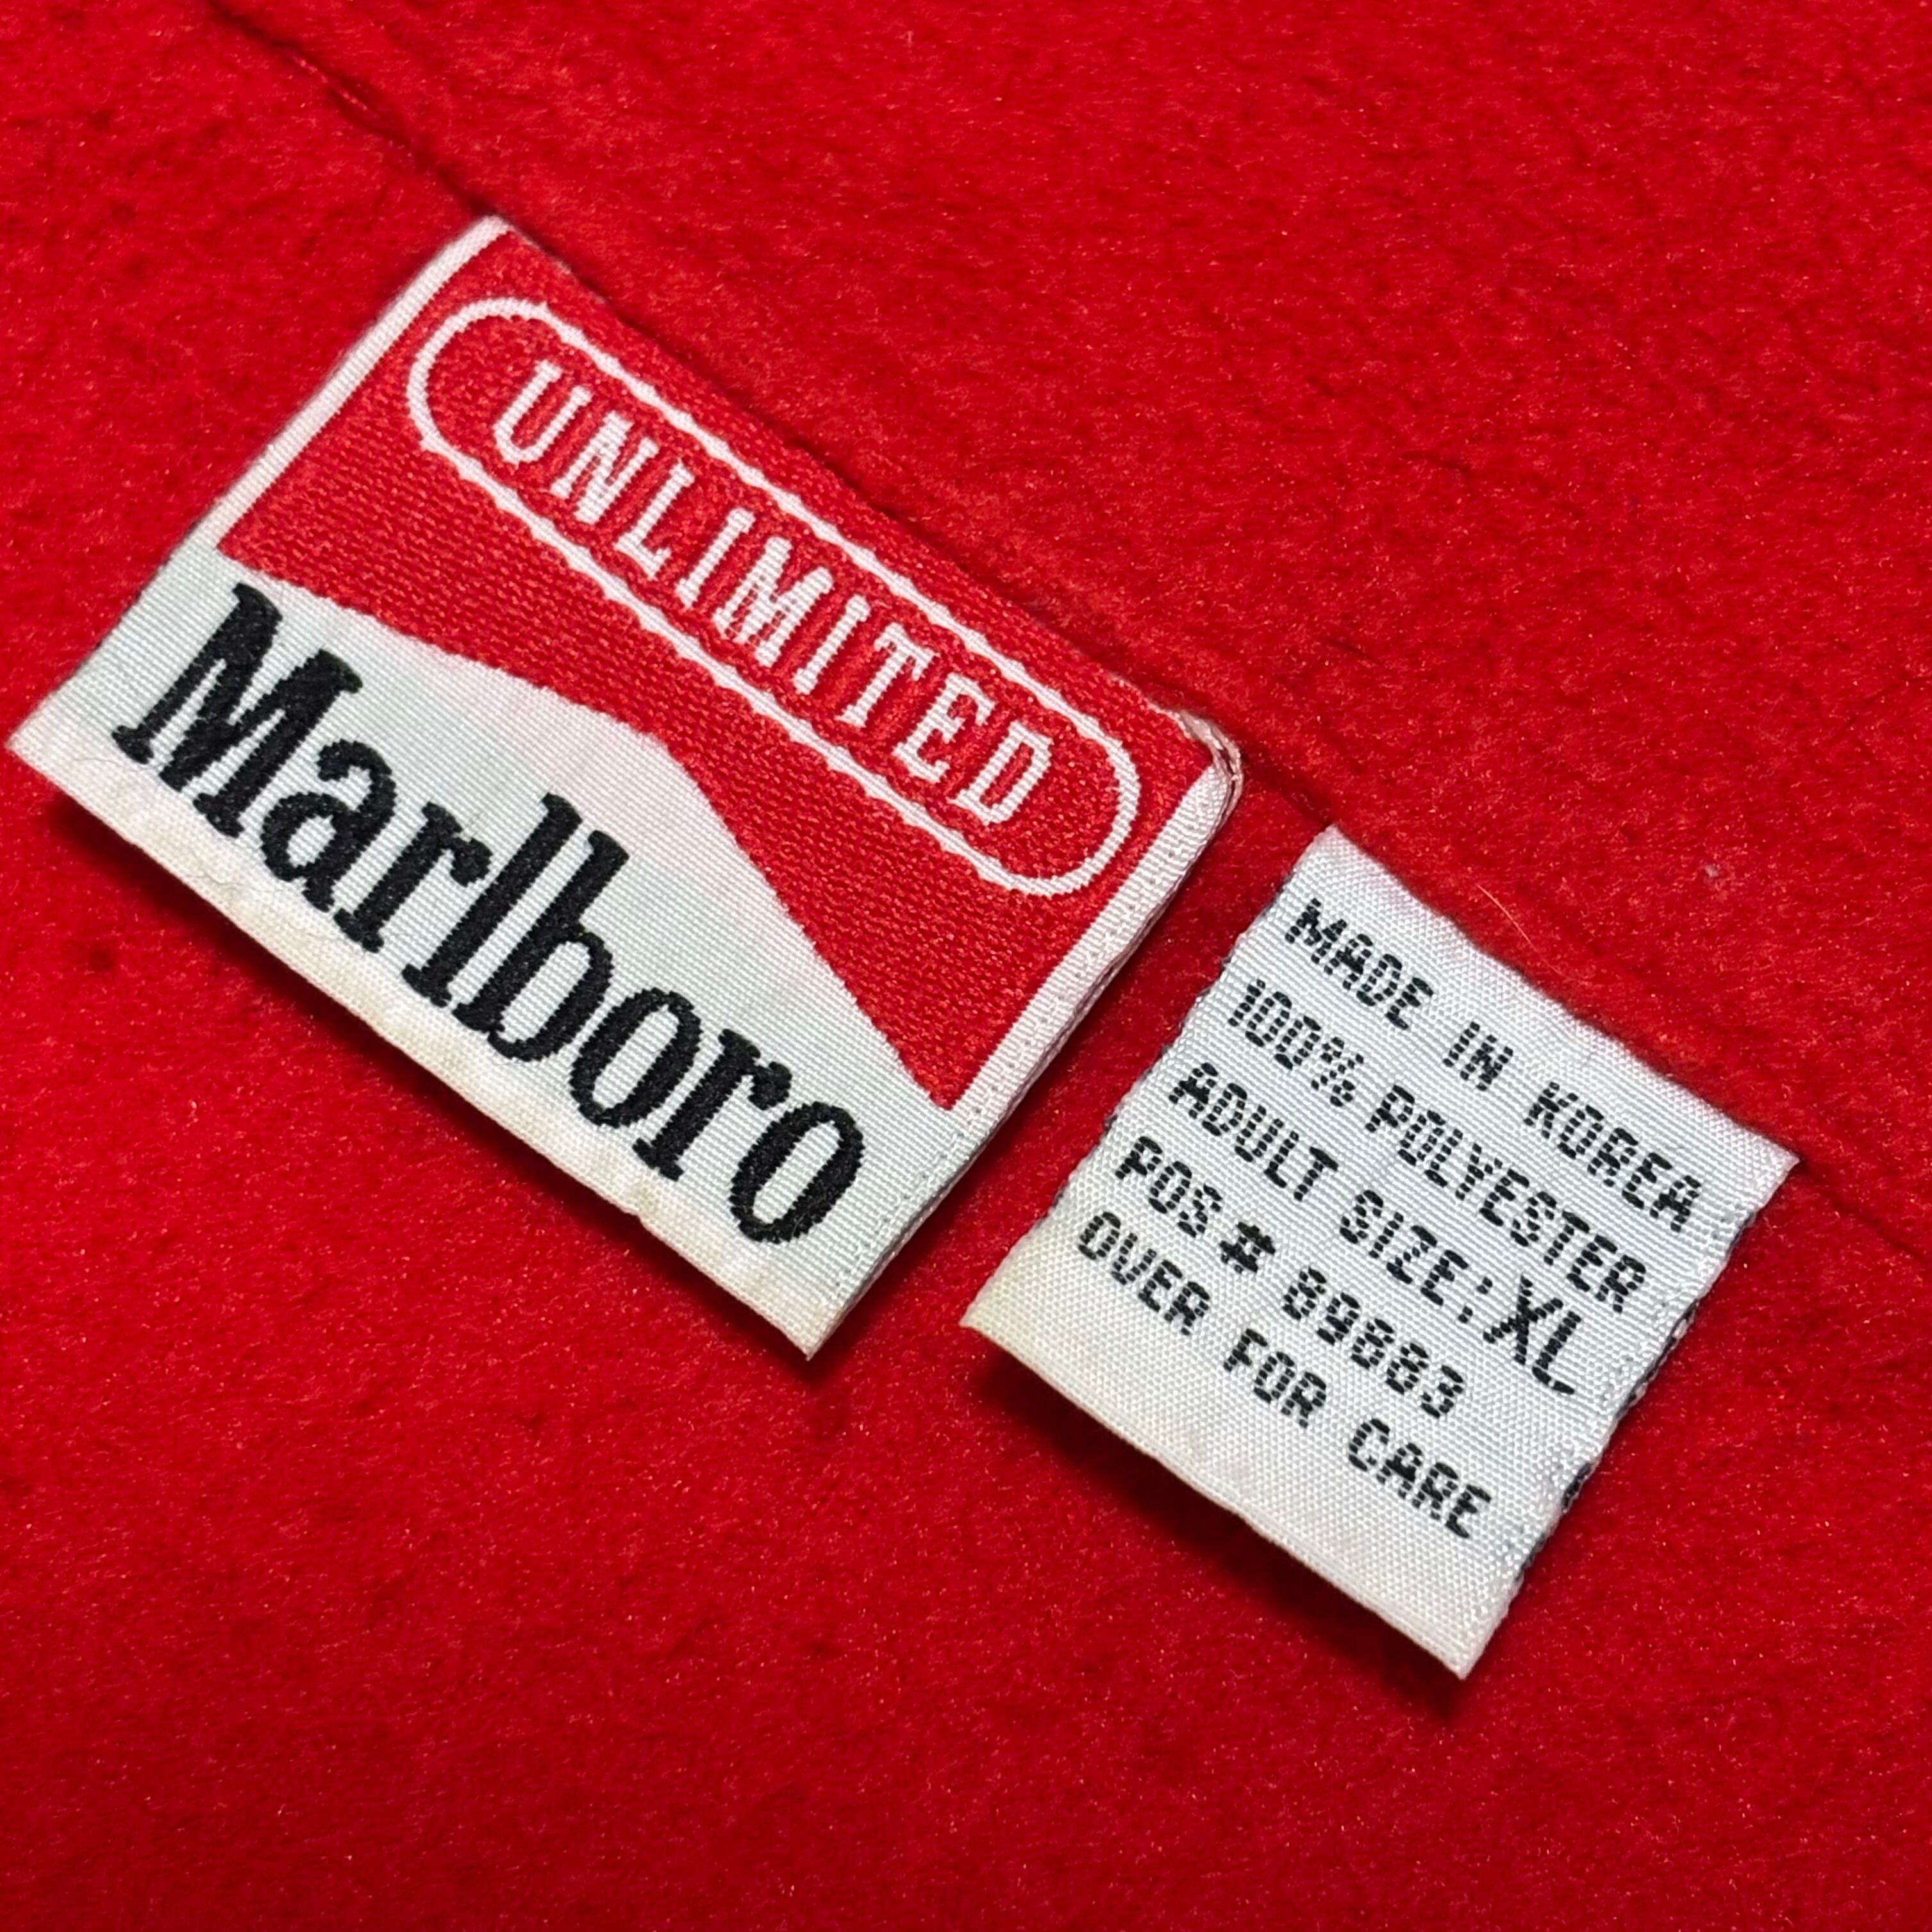 UNLIMITED
Marlboro
MADE IN KOREA
100% POLYESTER
ADULT SIZE: XL
POS # 89883
OVER FOR CARE